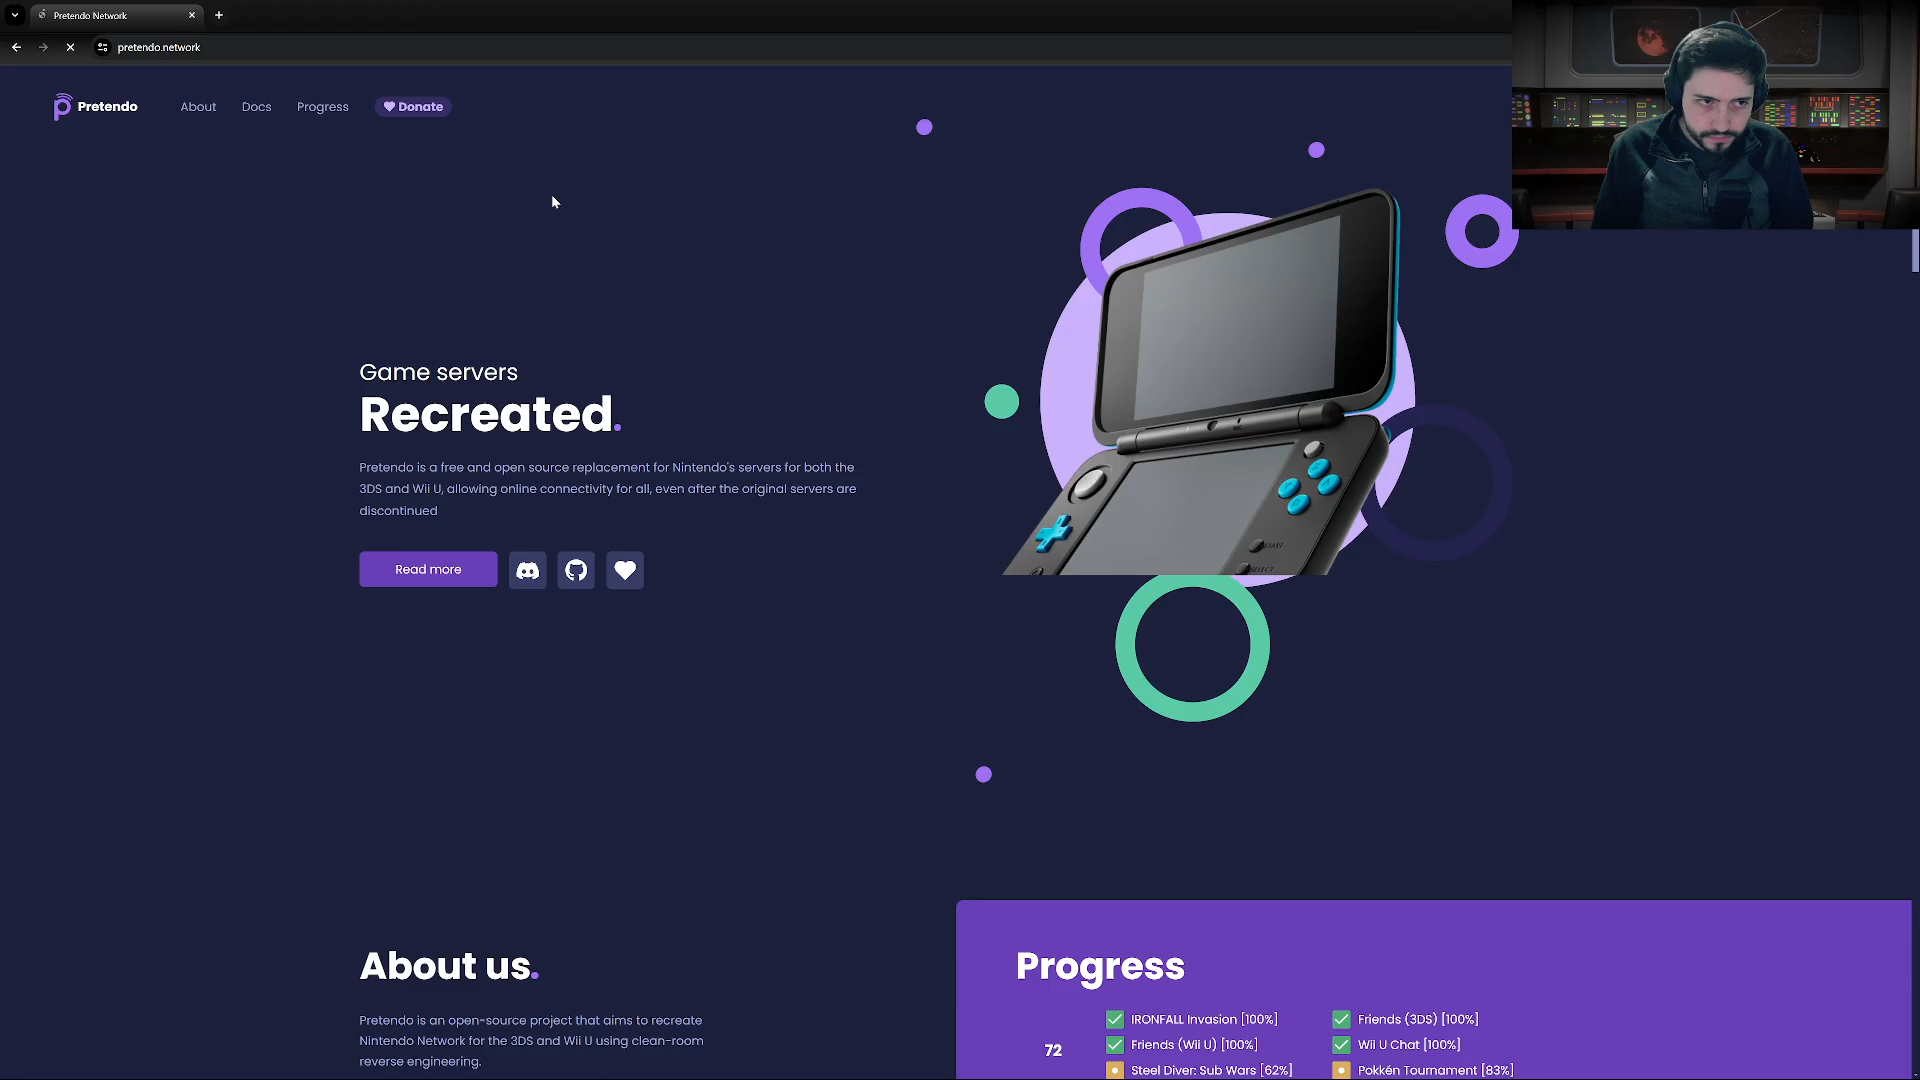 Pretendo Network
pretendo.network
Pretendo
About
Docs
Progress
Donate
Game servers
Recreated.
Pretendo is a free and open source replacement for Nintendo's servers for both the
3DS and Wii U, allowing online connectivity for all, even after the original servers are
discontinued
Read more
START
SELECT
About us.
Pretendo is an open-source project that aims to recreate
Nintendo Network for the 3DS and Wii U using clean-room
reverse engineering.
Progress
72
IRONFALL Invasion [100%]
Friends (3DS) [100%]
Friends (Wii U) [100%]
Wii U Chat [100%]
Steel Diver: Sub Wars [62%]
Pokkén Tournament [83%]